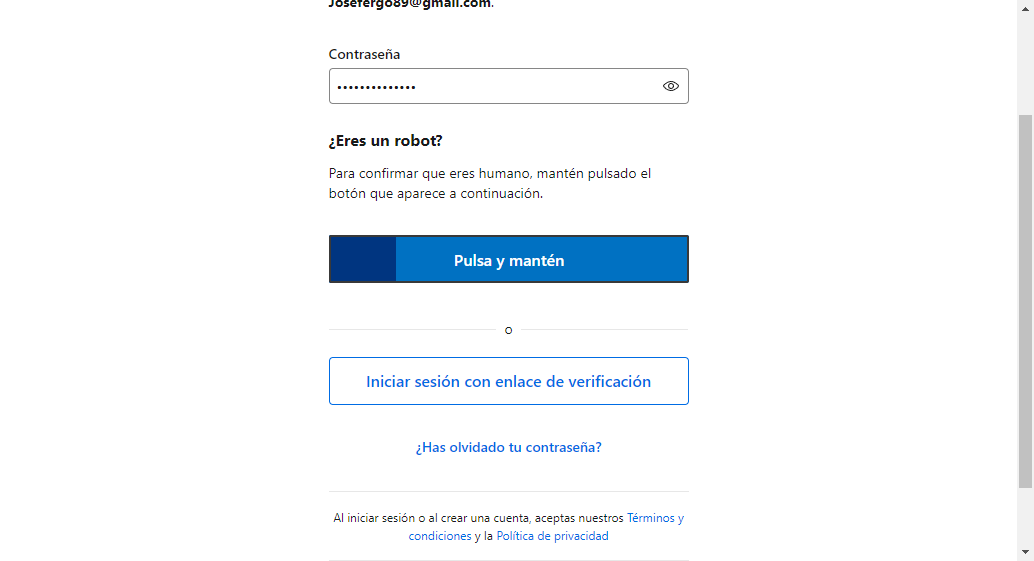 Josefergo89@gmail.com.
Contraseña
••••••••••••••
¿Eres un robot?
Para confirmar que eres humano, mantén pulsado el
botón que aparece a continuación.
Pulsa y mantén
o
Iniciar sesión con enlace de verificación
¿Has olvidado tu contraseña?
Al iniciar sesión o al crear una cuenta, aceptas nuestros Términos y
condiciones y la Política de privacidad